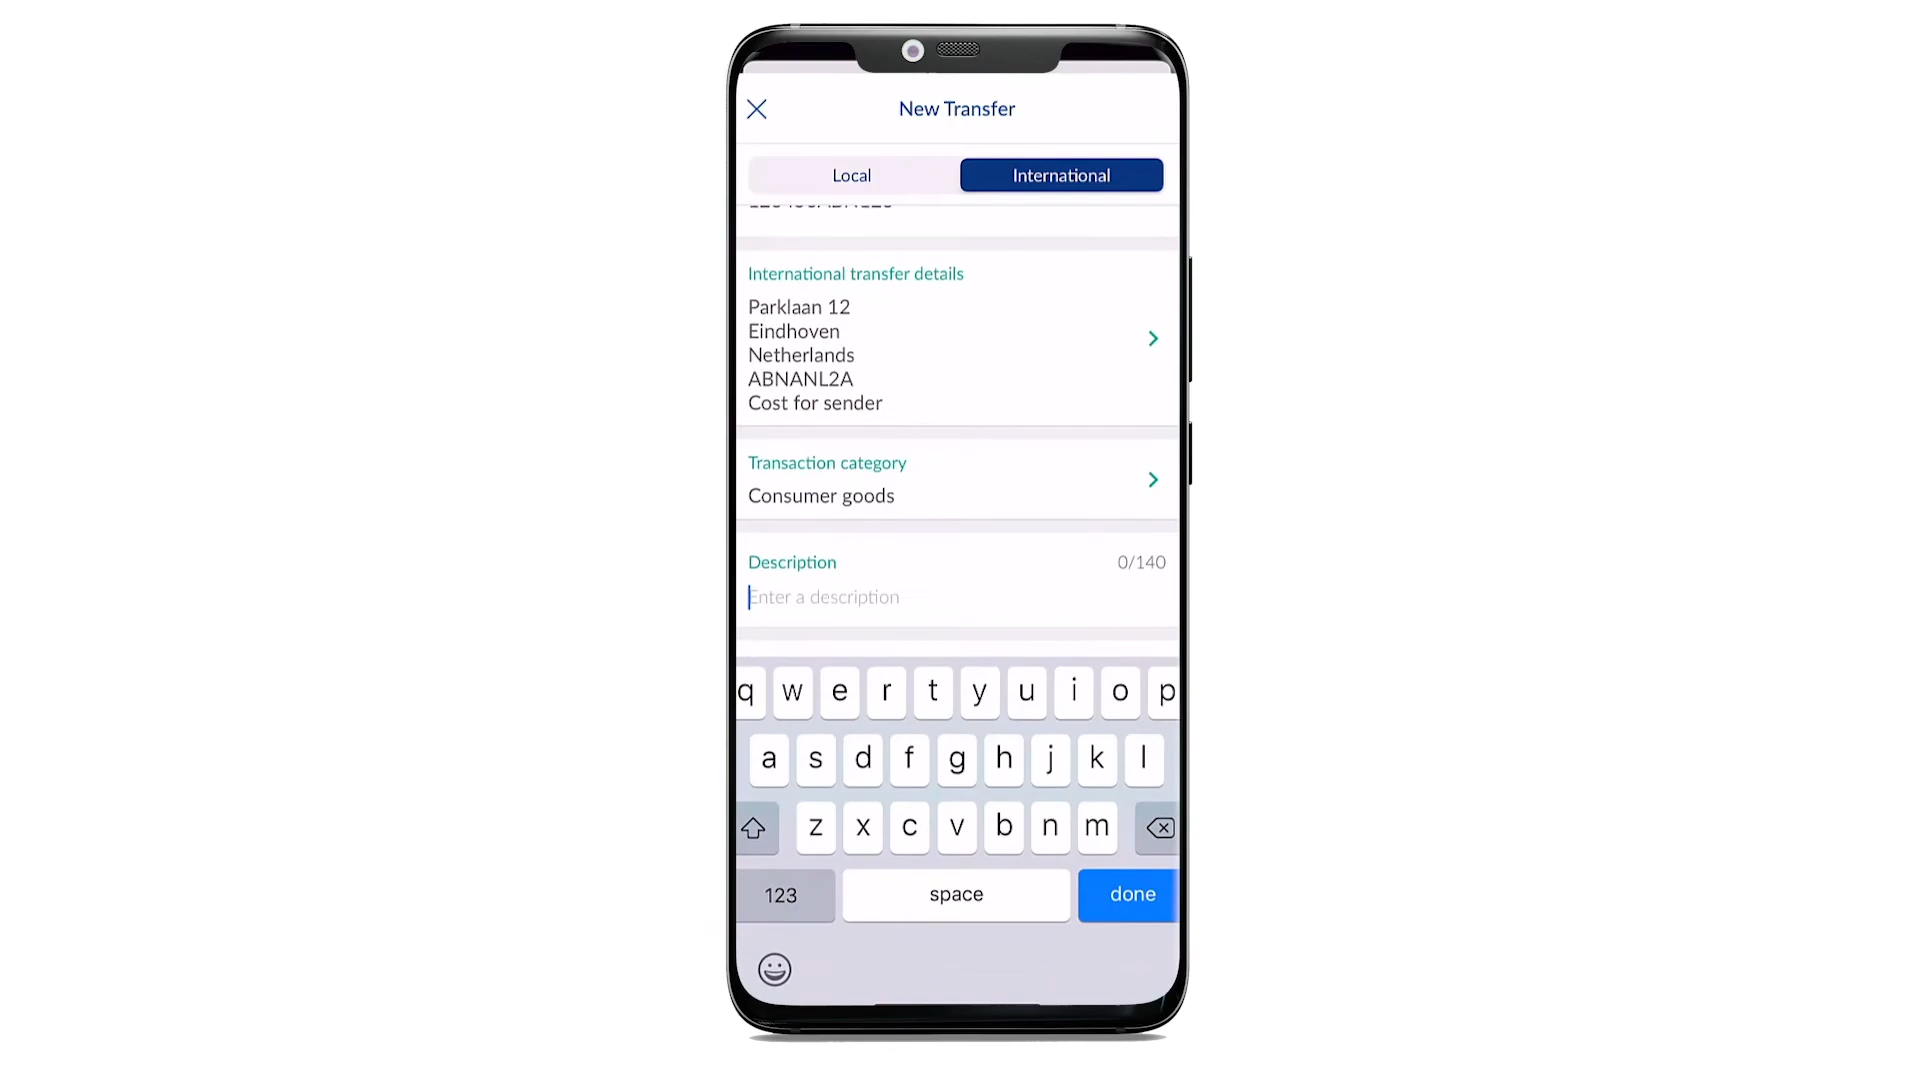 New Transfer
Local
International
International transfer details
Parklaan 12
Eindhoven
Netherlands
ABNANL2A
Cost for sender
Transaction category
Consumer goods
Description
0/140
Enter a description
q w e r t y u i o p
a s d f g h j k l
z x c v b n m
123
space
done